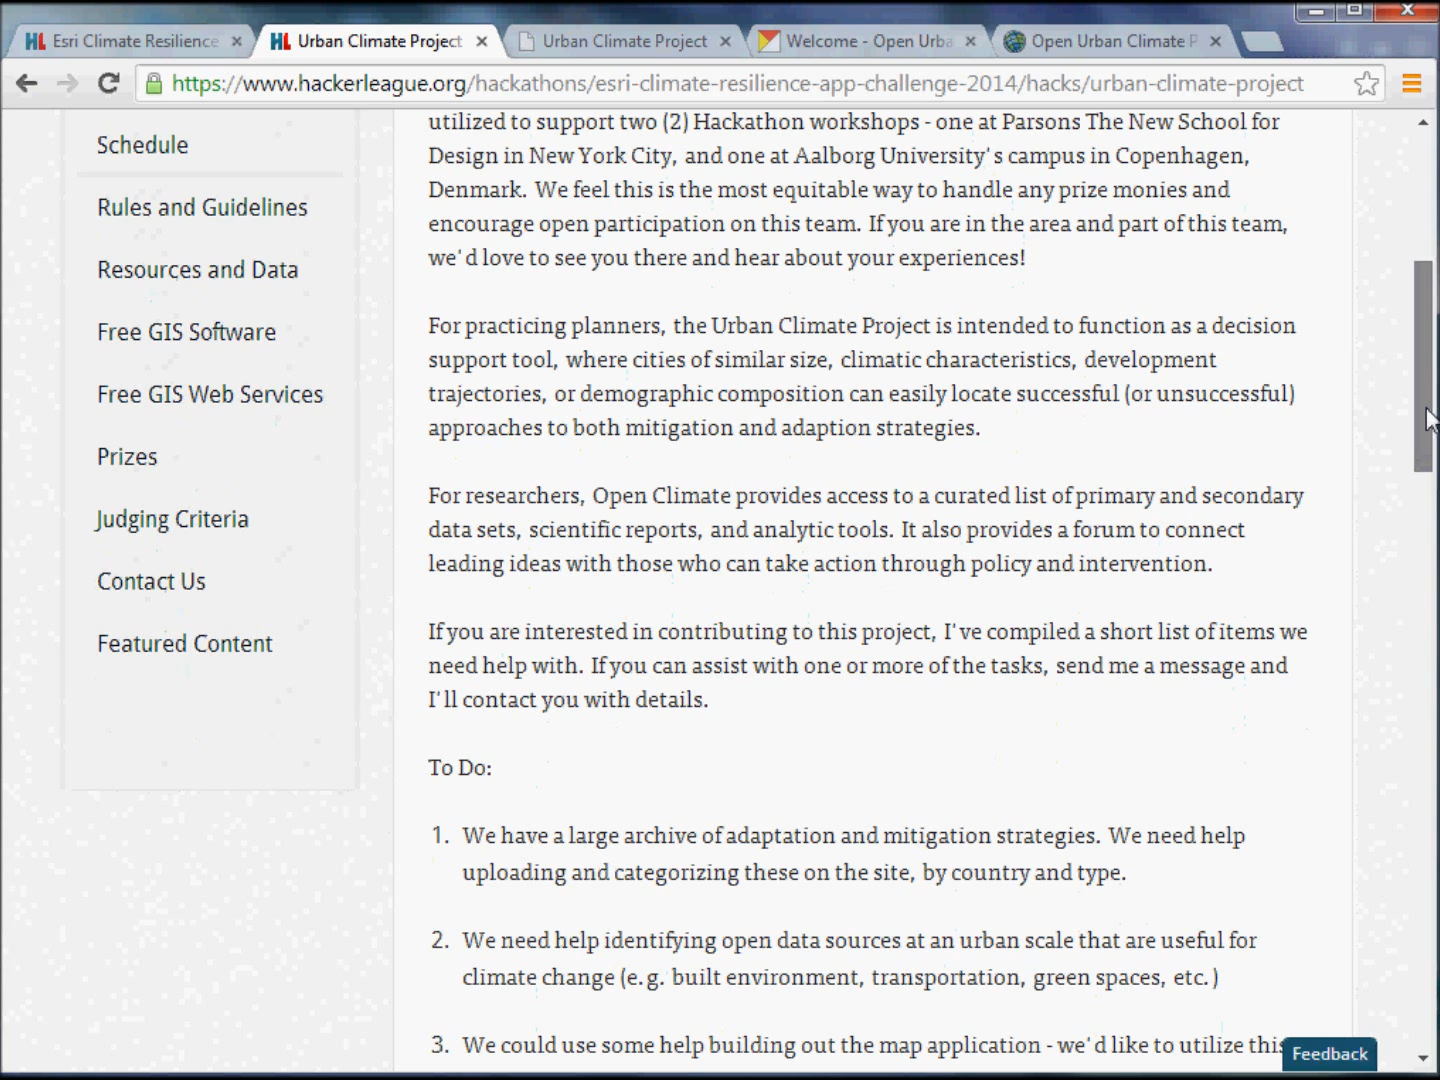 Esri Climate Resilience
Urban Climate Project
Urban Climate Project
Welcome - Open Urba
Open Urban Climate P
https://www.hackerleague.org/hackathons/esri-climate-resilience-app-challenge-2014/hacks/urban-climate-project
Schedule
Rules and Guidelines
Resources and Data
Free GIS Software
Free GIS Web Services
Prizes
Judging Criteria
Contact Us
Featured Content
utilized to support two (2) Hackathon workshops - one at Parsons The New School for
Design in New York City, and one at Aalborg University's campus in Copenhagen,
Denmark. We feel this is the most equitable way to handle any prize monies and
encourage open participation on this team. If you are in the area and part of this team,
we'd love to see you there and hear about your experiences!
For practicing planners, the Urban Climate Project is intended to function as a decision
support tool, where cities of similar size, climatic characteristics, development
trajectories, or demographic composition can easily locate successful (or unsuccessful)
approaches to both mitigation and adaption strategies.
For researchers, Open Climate provides access to a curated list of primary and secondary
data sets, scientific reports, and analytic tools. It also provides a forum to connect
leading ideas with those who can take action through policy and intervention.
If you are interested in contributing to this project, I've compiled a short list of items we
need help with. If you can assist with one or more of the tasks, send me a message and
I'll contact you with details.
To Do:
1. We have a large archive of adaptation and mitigation strategies. We need help
uploading and categorizing these on the site, by country and type.
2. We need help identifying open data sources at an urban scale that are useful for
climate change (e.g. built environment, transportation, green spaces, etc.)
3. We could use some help building out the map application - we'd like to utilize this
Feedback